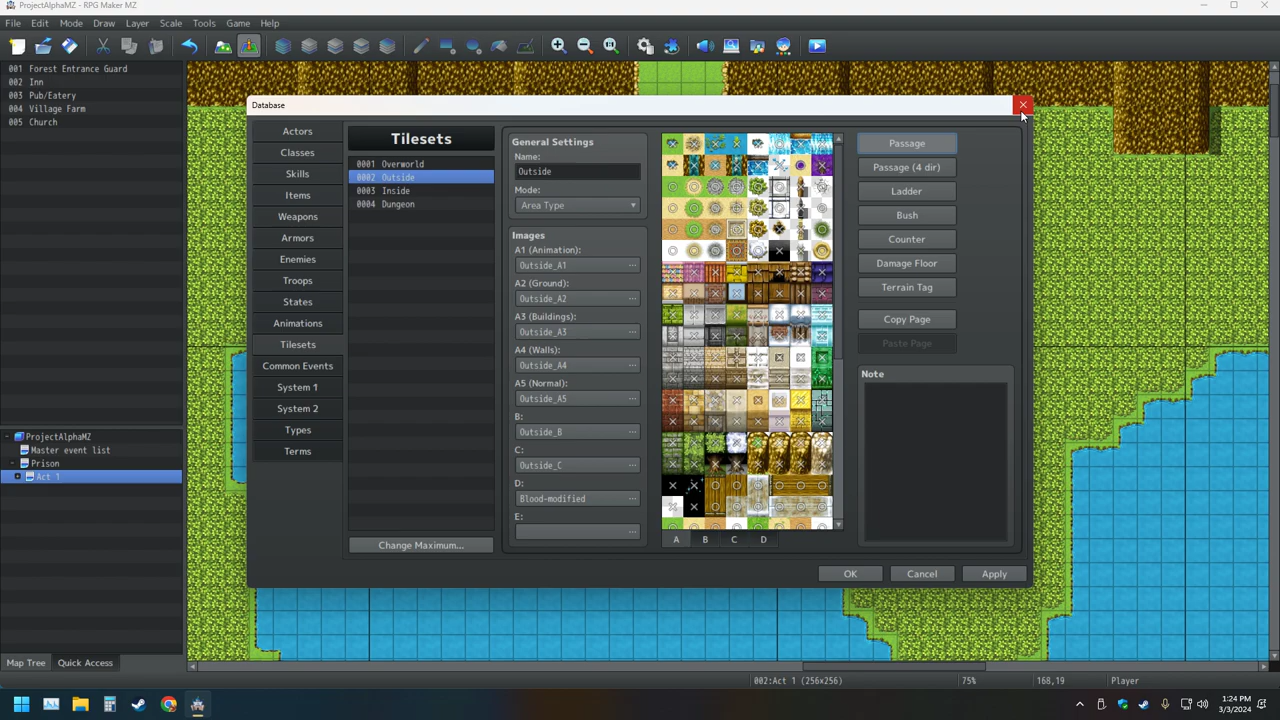 ProjectAlphaMZ - RPG Maker MZ
File Edit Mode Draw Layer Scale Tools Game Help
001 Forest Entrance Guard
002 Inn
003 Pub/Eatery
004 Village Farm
005 Church
Database
Actors
Classes
Skills
Items
Weapons
Armors
Enemies
Troops
States
Animations
Tilesets
Common Events
System 1
System 2
Types
Terms
Tilesets
0001 Overworld
0002 Outside
0003 Inside
0004 Dungeon
Change Maximum...
General Settings
Name:
Outside
Mode:
Area Type
Images
A1 (Animation):
Outside_A1 ...
A2 (Ground):
Outside_A2 ...
A3 (Buildings):
Outside_A3 ...
A4 (Walls):
Outside_A4 ...
A5 (Normal):
Outside_A5 ...
B:
Outside_B ...
C:
Outside_C ...
D:
Blood-modified ...
E:
...
A B C D
Passage
Passage (4 dir)
Ladder
Bush
Counter
Damage Floor
Terrain Tag
Copy Page
Paste Page
Note
OK Cancel Apply
ProjectAlphaMZ
Master event list
Prison
Act 1
Map Tree Quick Access
002:Act 1 (256x256) 75% 168,19 Player
1:24 PM
3/3/2024